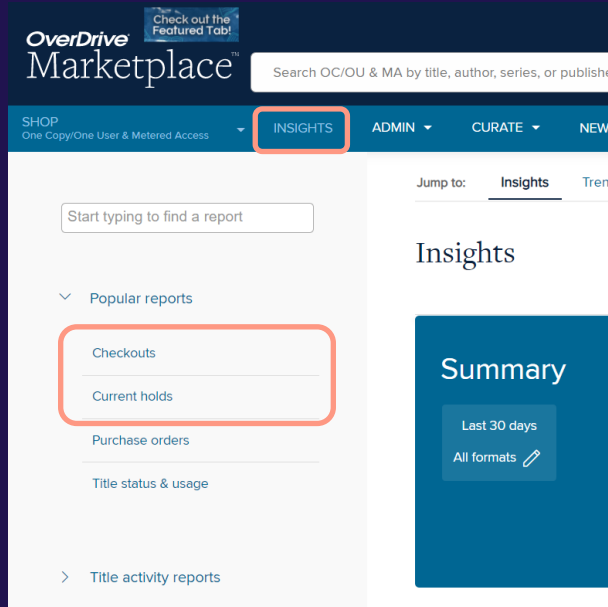 Check out the
Featured Tab!
OverDrive
Marketplace™
Search OC/OU & MA by title, author, series, or publishe
SHOP
One Copy/One User & Metered Access
INSIGHTS
ADMIN
CURATE
NEW
Jump to:
Insights
Tren
Start typing to find a report
Insights
Popular reports
Checkouts
Current holds
Purchase orders
Title status & usage
Summary
Last 30 days
All formats
Title activity reports